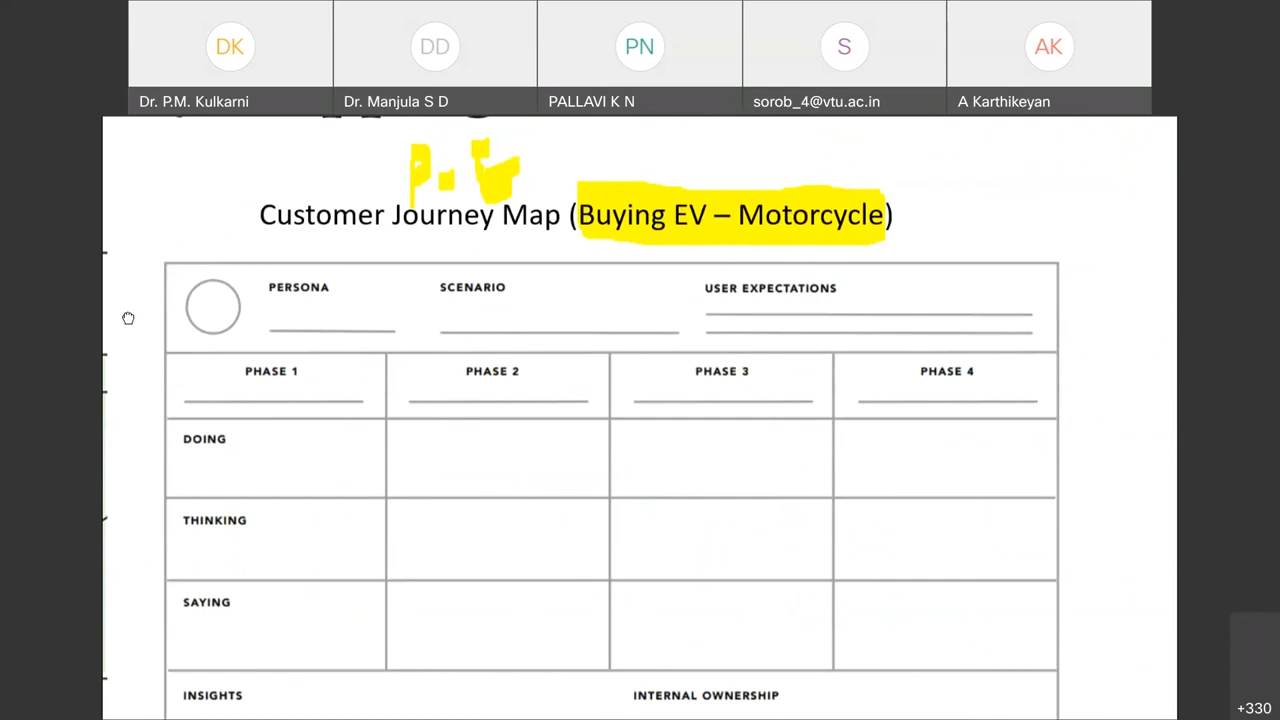 DK DD PN S AK
Dr. P.M. Kulkarni Dr. Manjula S D PALLAVI K N sorob_4@vtu.ac.in A Karthikeyan
Customer Journey Map (Buying EV – Motorcycle)
PERSONA SCENARIO USER EXPECTATIONS
PHASE 1 PHASE 2 PHASE 3 PHASE 4
DOING
THINKING
SAYING
INSIGHTS INTERNAL OWNERSHIP
+330